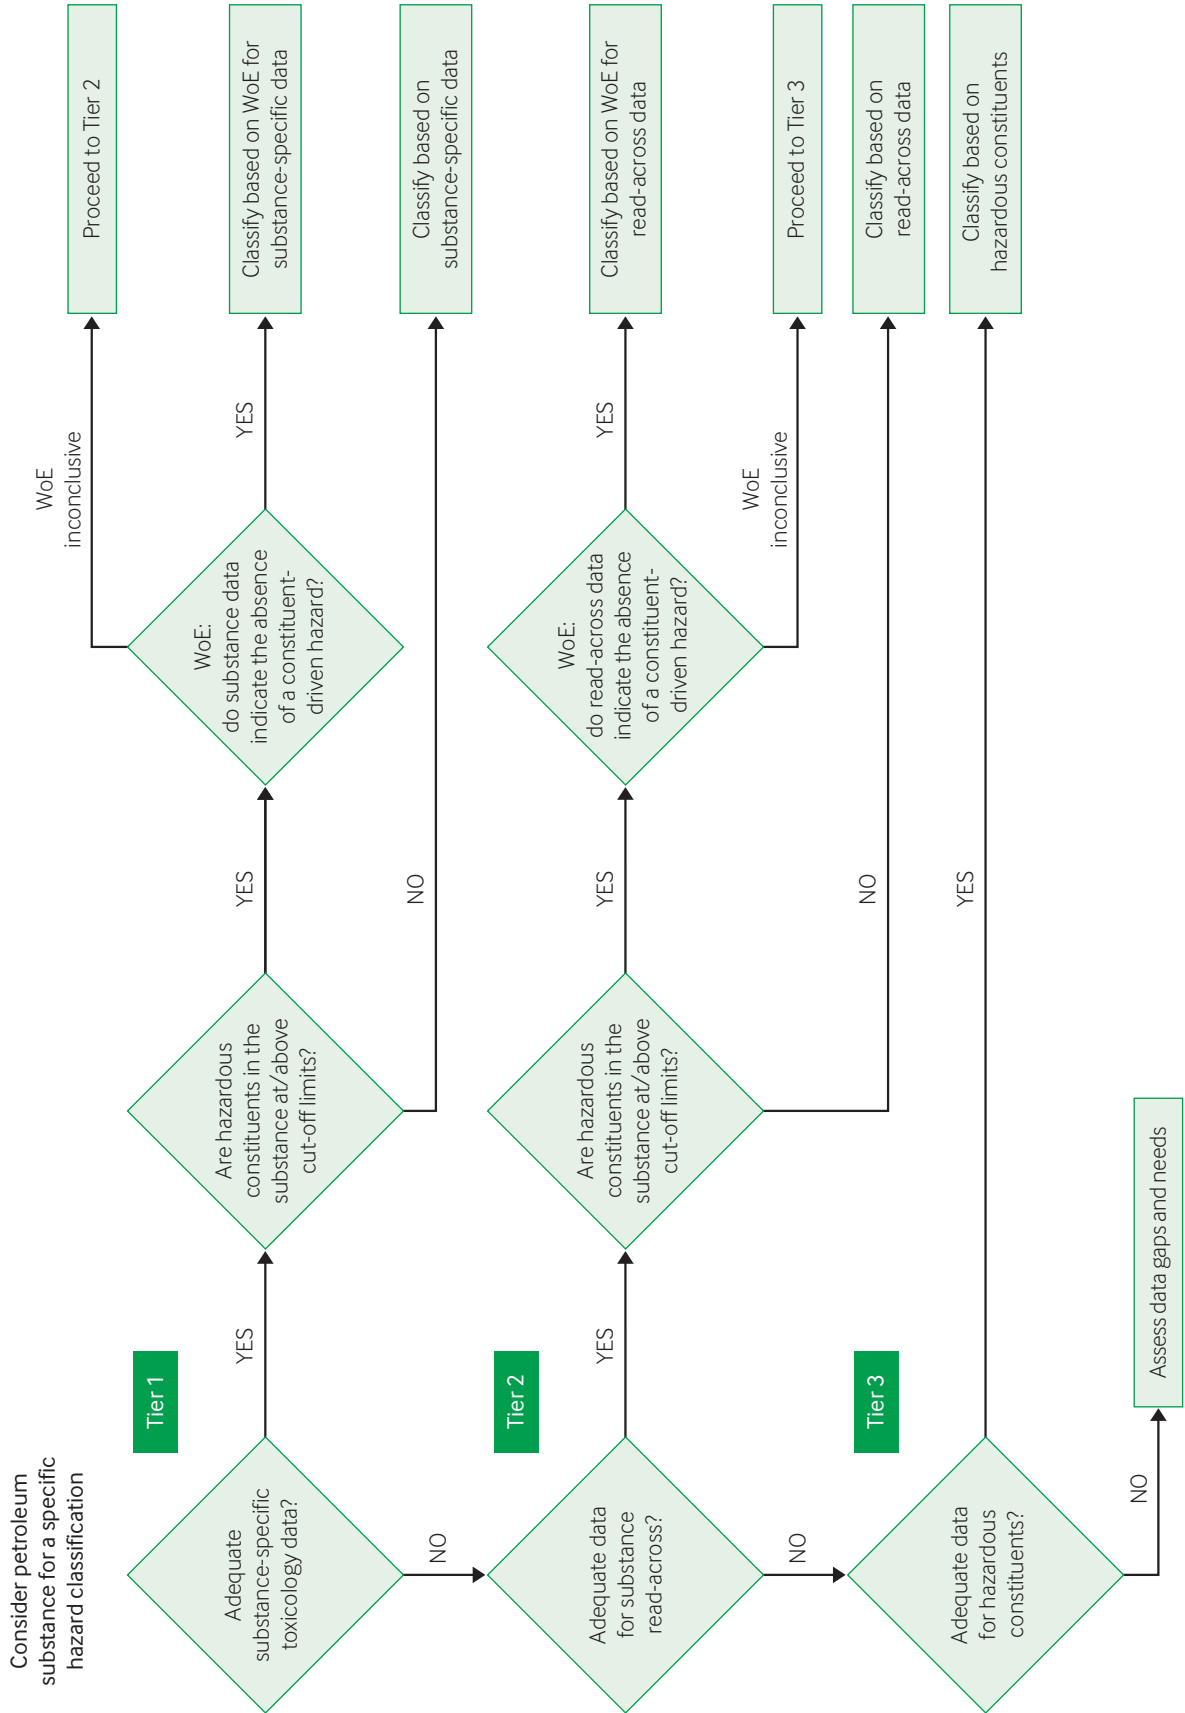 Consider petroleum
substance for a specific
hazard classification
Tier 1
Adequate
substance-specific
toxicology data?
YES
NO
Are hazardous
constituents in the
substance at/above
cut-off limits?
YES
NO
WoE:
do substance data
indicate the absence
of a constituent-
driven hazard?
WoE
inconclusive
YES
Proceed to Tier 2
Classify based on WoE for
substance-specific data
Classify based on
substance-specific data
Tier 2
Adequate data
for substance
read-across?
YES
NO
Are hazardous
constituents in the
substance at/above
cut-off limits?
YES
NO
WoE:
do read-across data
indicate the absence
of a constituent-
driven hazard?
YES
WoE
inconclusive
Classify based on WoE for
read-across data
Proceed to Tier 3
Classify based on
read-across data
Tier 3
Adequate data
for hazardous
constituents?
YES
NO
Classify based on
hazardous constituents
Assess data gaps and needs